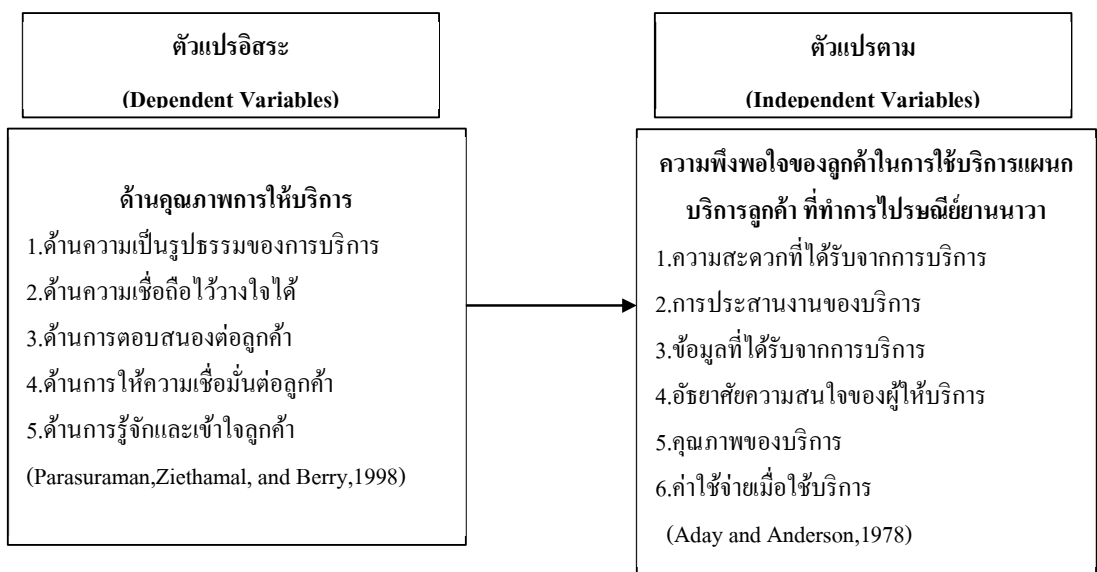 ตัวแปรอิสระ
(Dependent Variables)
ด้านคุณภาพการให้บริการ
1.ด้านความเป็นรูปธรรมของการบริการ
2.ด้านความเชื่อถือไว้วางใจได้
3.ด้านการตอบสนองต่อลูกค้า
4.ด้านการให้ความเชื่อมั่นต่อลูกค้า
5.ด้านการรู้จักและเข้าใจลูกค้า
(Parasuraman,Ziethamal, and Berry,1998)
ตัวแปรตาม
(Independent Variables)
ความพึงพอใจของลูกค้าในการใช้บริการแผนก
บริการลูกค้า ที่ทำการไปรษณีย์ยานนาวา
1.ความสะดวกที่ได้รับจากการบริการ
2.การประสานงานของบริการ
3.ข้อมูลที่ได้รับจากการบริการ
4.อัธยาศัยความสนใจของผู้ให้บริการ
5.คุณภาพของบริการ
6.ค่าใช้จ่ายเมื่อใช้บริการ
(Aday and Anderson,1978)